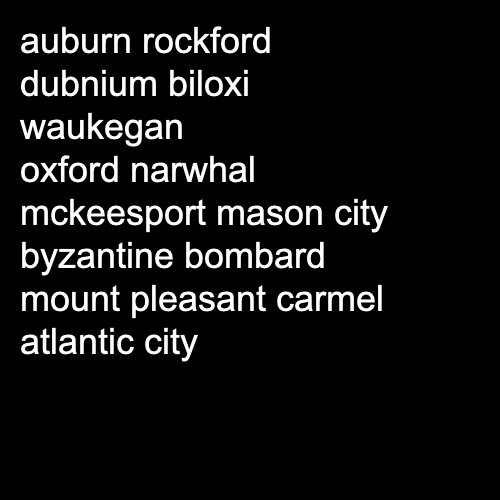 auburn rockford
dubnium biloxi
waukegan
oxford narwhal
mckeesport mason city
byzantine bombard
mount pleasant carmel
atlantic city